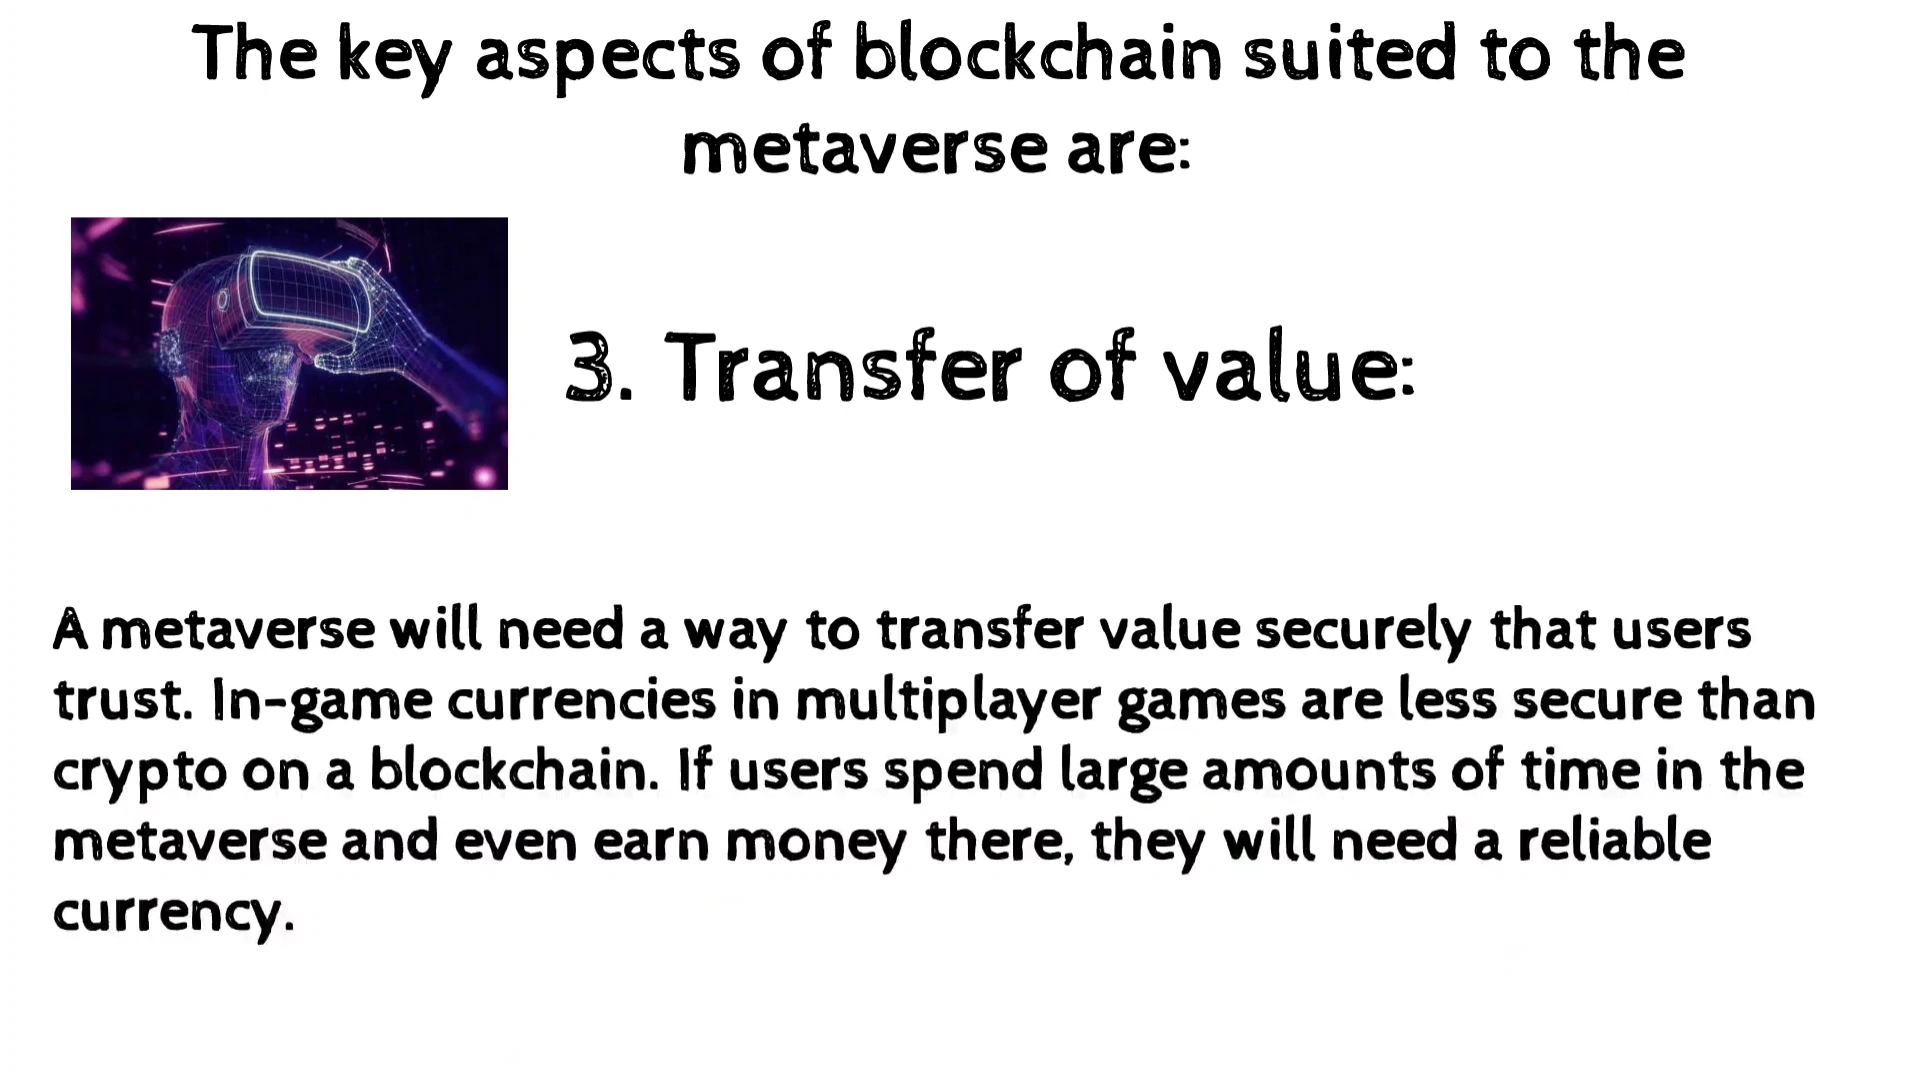 The key aspects of blockchain suited to the
metaverse are:
3. Transfer of value:
A metaverse will need a way to transfer value securely that users
trust. In-game currencies in multiplayer games are less secure than
crypto on a blockchain. If users spend large amounts of time in the
metaverse and even earn money there, they will need a reliable
currency.